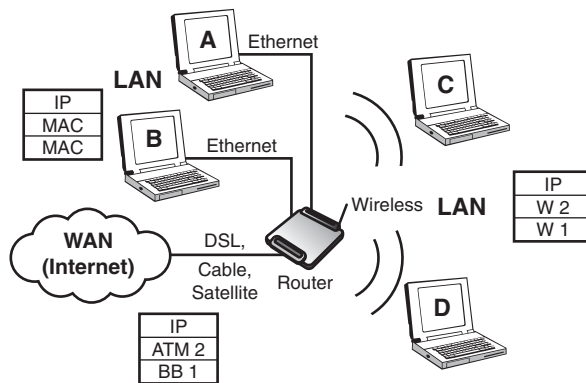 A
Ethernet
LAN
IP
MAC
MAC
B
Ethernet
C
Wireless
LAN
IP
W 2
W 1
WAN
(Internet)
DSL,
Cable,
Satellite
Router
D
IP
ATM 2
BB 1